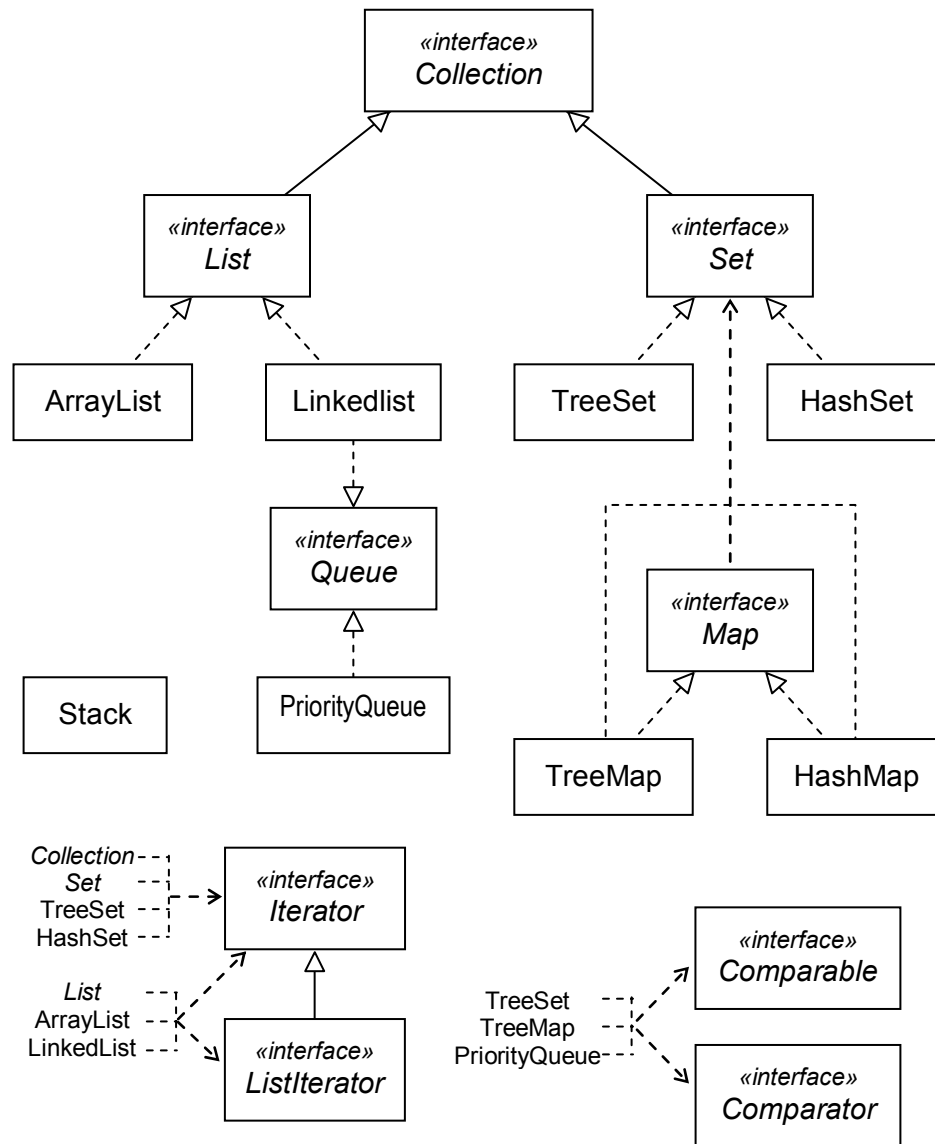 «interface»
Collection
«interface»
List
«interface»
Set
ArrayList
Linkedlist
TreeSet
HashSet
«interface»
Queue
«interface»
Map
Stack
PriorityQueue
TreeMap
HashMap
Collection
Set
TreeSet
HashSet
«interface»
Iterator
List
ArrayList
LinkedList
«interface»
ListIterator
TreeSet
TreeMap
PriorityQueue
«interface»
Comparable
«interface»
Comparator